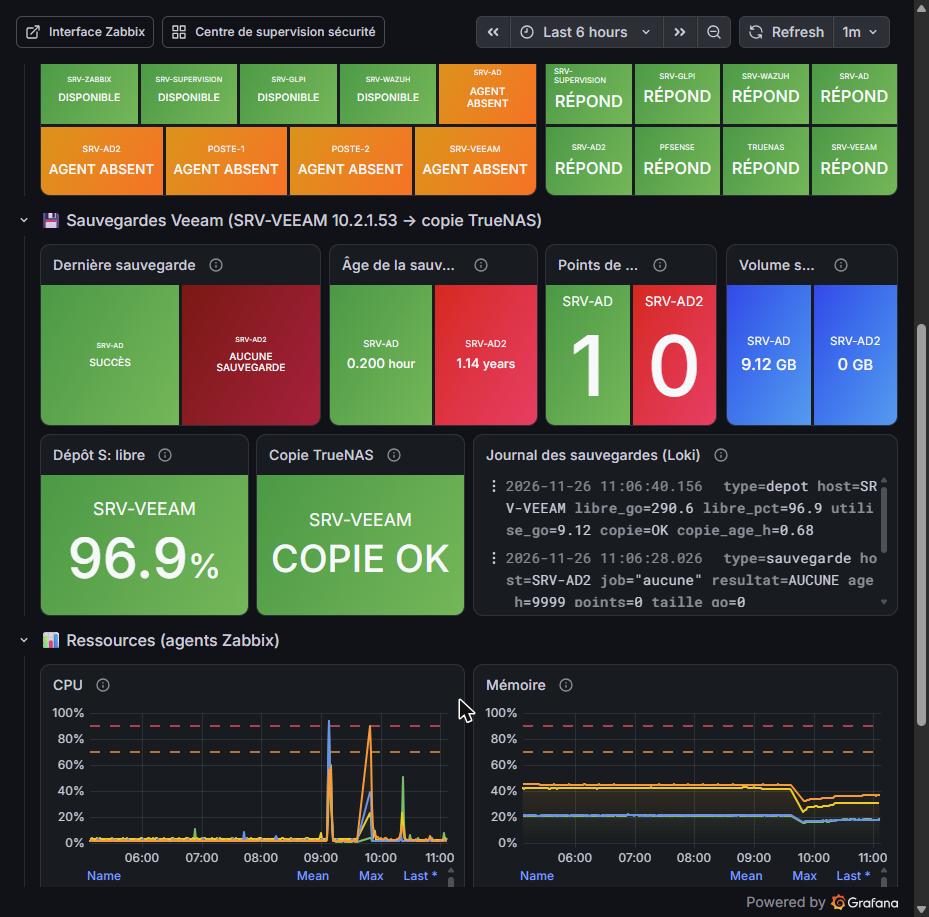 Interface Zabbix
Centre de supervision sécurité
Last 6 hours
Refresh
1m
SRV-ZABBIX
DISPONIBLE
SRV-SUPERVISION
DISPONIBLE
SRV-GLPI
DISPONIBLE
SRV-WAZUH
DISPONIBLE
SRV-AD
AGENT
ABSENT
SRV-
SUPERVISION
RÉPOND
SRV-GLPI
RÉPOND
SRV-WAZUH
RÉPOND
SRV-AD
RÉPOND
SRV-AD2
AGENT ABSENT
POSTE-1
AGENT ABSENT
POSTE-2
AGENT ABSENT
SRV-VEEAM
AGENT ABSENT
SRV-AD2
RÉPOND
PFSENSE
RÉPOND
TRUENAS
RÉPOND
SRV-VEEAM
RÉPOND
Sauvegardes Veeam (SRV-VEEAM 10.2.1.53 → copie TrueNAS)
Dernière sauvegarde
SRV-AD
SUCCÈS
SRV-AD2
AUCUNE
SAUVEGARDE
Âge de la sauv...
SRV-AD
0.200 hour
SRV-AD2
1.14 years
Points de ...
SRV-AD
1
SRV-AD2
0
Volume s...
SRV-AD
9.12 GB
SRV-AD2
0 GB
Dépôt S: libre
SRV-VEEAM
96.9%
Copie TrueNAS
SRV-VEEAM
COPIE OK
Journal des sauvegardes (Loki)
2026-11-26 11:06:40.156 type=depot host=SR
V-VEEAM libre_go=290.6 libre_pct=96.9 utili
se_go=9.12 copie=OK copie_age_h=0.68
2026-11-26 11:06:28.026 type=sauvegarde ho
st=SRV-AD2 job="aucune" resultat=AUCUNE age
_h=9999 points=0 taille_go=0
Ressources (agents Zabbix)
CPU
100%
80%
60%
40%
20%
0%
06:00 07:00 08:00 09:00 10:00 11:00
Name Mean Max Last *
Mémoire
100%
80%
60%
40%
20%
0%
06:00 07:00 08:00 09:00 10:00 11:00
Name Mean Max Last *
Powered by Grafana